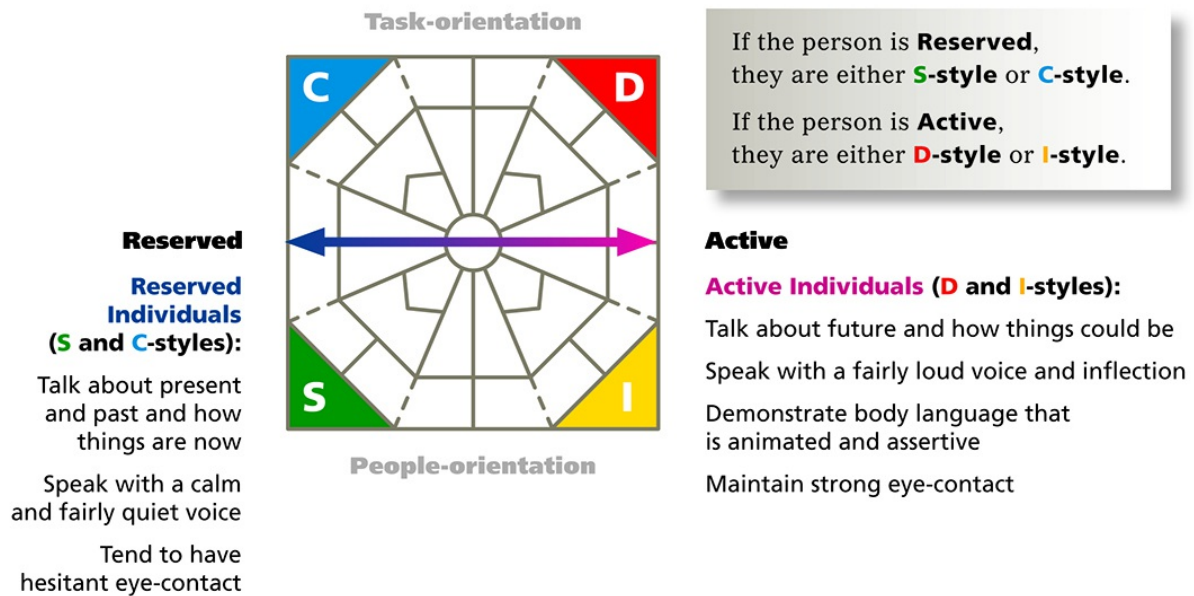 Task-orientation
If the person is Reserved,
they are either S-style or C-style.
If the person is Active,
they are either D-style or I-style.
C
D
S
I
People-orientation
Reserved
Reserved
Individuals
(S and C-styles):
Talk about present
and past and how
things are now
Speak with a calm
and fairly quiet voice
Tend to have
hesitant eye-contact
Active
Active Individuals (D and I-styles):
Talk about future and how things could be
Speak with a fairly loud voice and inflection
Demonstrate body language that
is animated and assertive
Maintain strong eye-contact